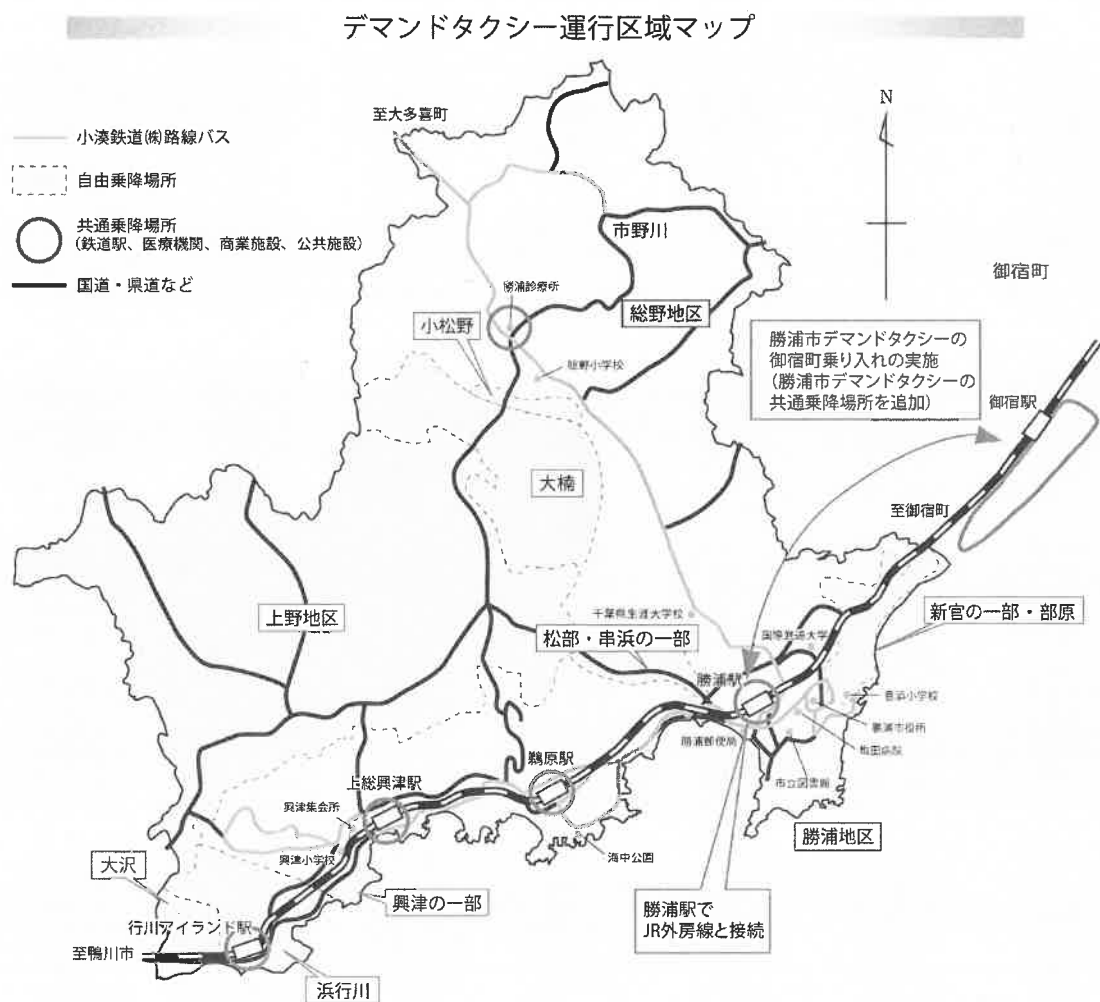 デマンドタクシー運行区域マップ
至大多喜町
N
小湊鉄道㈱路線バス
自由乗降場所
共通乗降場所
(鉄道駅、医療機関、商業施設、公共施設)
国道・県道など
市野川
御宿町
勝浦診療所
小松野
総野地区
勝浦市デマンドタクシーの
御宿町乗り入れの実施
(勝浦市デマンドタクシーの
共通乗降場所を追加)
総野小学校
御宿駅
大楠
至御宿町
上野地区
千葉県生涯大学校
松部・串浜の一部
国際武道大学
新官の一部・部原
勝浦駅
豊浜小学校
勝浦市役所
勝浦郵便局
市立図書館
鵜原駅
上総興津駅
興津集会所
海中公園
勝浦地区
興津小学校
大沢
興津の一部
勝浦駅で
JR外房線と接続
行川アイランド駅
至鴨川市
浜行川